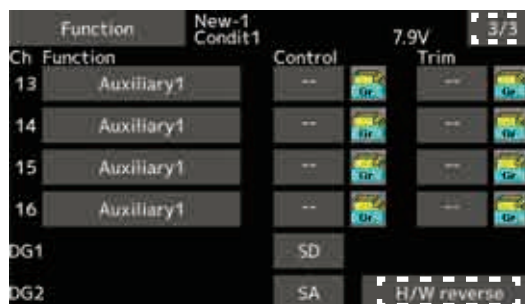 Function New-1 3/3
Condit1 7.9V
Ch Function Control Trim
13 Auxiliary1 -- Gr. -- Gr.
14 Auxiliary1 -- Gr. -- Gr.
15 Auxiliary1 -- Gr. -- Gr.
16 Auxiliary1 -- Gr. -- Gr.
DG1 SD
DG2 SA H/W reverse